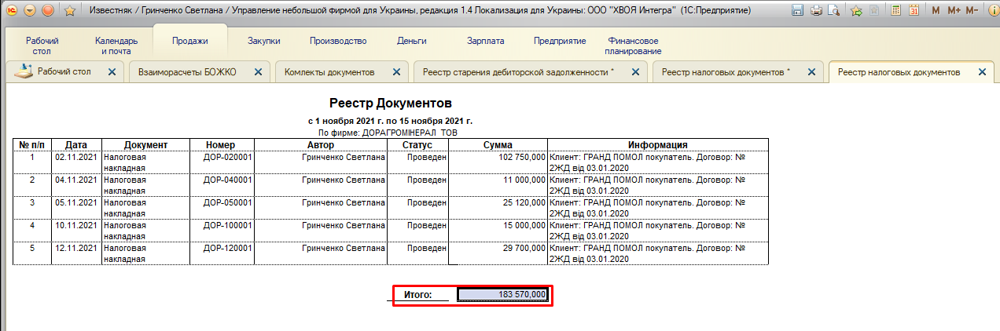 Известняк / Гринченко Светлана / Управление небольшой фирмой для Украины, редакция 1.4 Локализация для Украины: ООО "ХВОЯ Интегра" (1С:Предприятие)
M M+ M-
Рабочий стол Календарь и почта Продажи Закупки Производство Деньги Зарплата Предприятие Финансовое планирование
Рабочий стол Взаиморасчеты БОЖКО Комлекты документов Реестр старения дебиторской задолженности * Реестр налоговых документов * Реестр налоговых документов
Реестр Документов
с 1 ноября 2021 г. по 15 ноября 2021 г.
По фирме: ДОРАГРОМІНЕРАЛ ТОВ
№ п/п Дата Документ Номер Автор Статус Сумма Информация
1 02.11.2021 Налоговая накладная ДОР-020001 Гринченко Светлана Проведен 102 750,000 Клиент: ГРАНД ПОМОЛ покупатель. Договор: № 2ЖД від 03.01.2020
2 04.11.2021 Налоговая накладная ДОР-040001 Гринченко Светлана Проведен 11 000,000 Клиент: ГРАНД ПОМОЛ покупатель. Договор: № 2ЖД від 03.01.2020
3 05.11.2021 Налоговая накладная ДОР-050001 Гринченко Светлана Проведен 25 120,000 Клиент: ГРАНД ПОМОЛ покупатель. Договор: № 2ЖД від 03.01.2020
4 10.11.2021 Налоговая накладная ДОР-100001 Гринченко Светлана Проведен 15 000,000 Клиент: ГРАНД ПОМОЛ покупатель. Договор: № 2ЖД від 03.01.2020
5 12.11.2021 Налоговая накладная ДОР-120001 Гринченко Светлана Проведен 29 700,000 Клиент: ГРАНД ПОМОЛ покупатель. Договор: № 2ЖД від 03.01.2020
Итого: 183 570,000